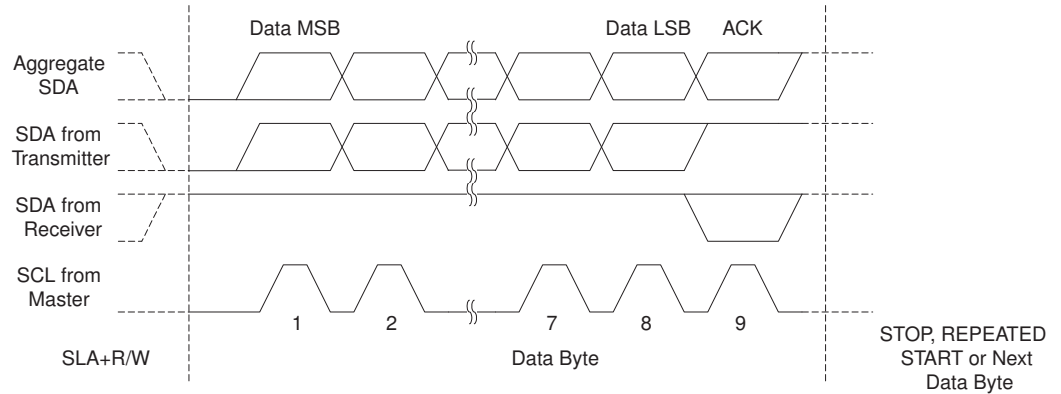 Data MSB
Data LSB
ACK
Aggregate
SDA
SDA from
Transmitter
SDA from
Receiver
SCL from
Master
1
2
7
8
9
SLA+R/W
Data Byte
STOP, REPEATED
START or Next
Data Byte